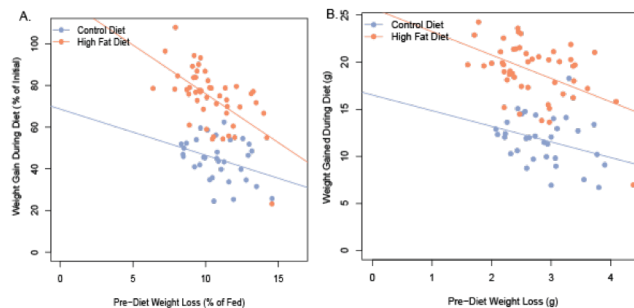 A.
Control Diet
High Fat Diet
Weight Gain During Diet (% of Initial)
100
80
60
40
20
0
0 5 10 15
Pre-Diet Weight Loss (% of Fed)
B.
Control Diet
High Fat Diet
Weight Gained During Diet (g)
25
20
15
10
5
0
0 1 2 3 4
Pre-Diet Weight Loss (g)